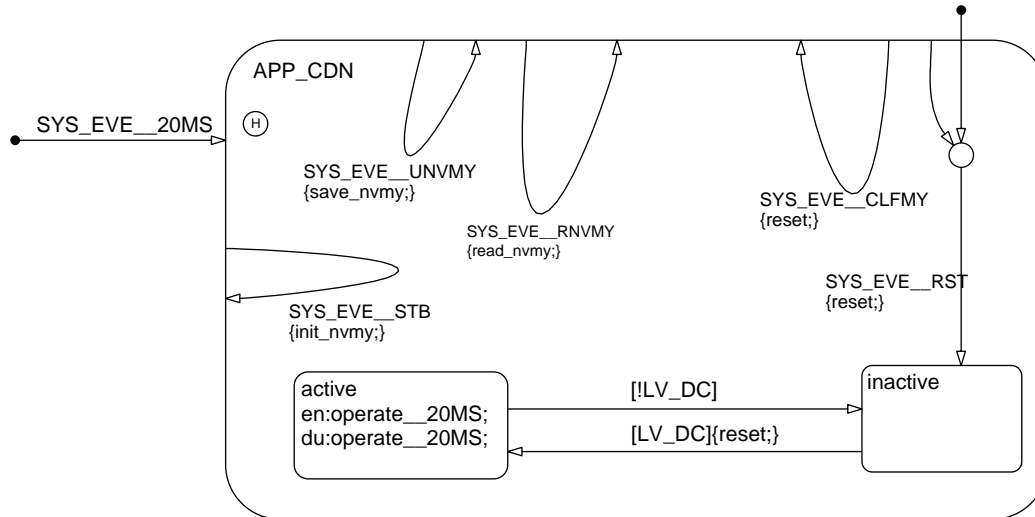 APP_CDN
SYS_EVE__20MS
H
SYS_EVE__UNVMY
{save_nvmy;}
SYS_EVE__RNVMY
{read_nvmy;}
SYS_EVE__CLFMY
{reset;}
SYS_EVE__RST
{reset;}
SYS_EVE__STB
{init_nvmy;}
active
en:operate__20MS;
du:operate__20MS;
[!LV_DC]
[LV_DC]{reset;}
inactive